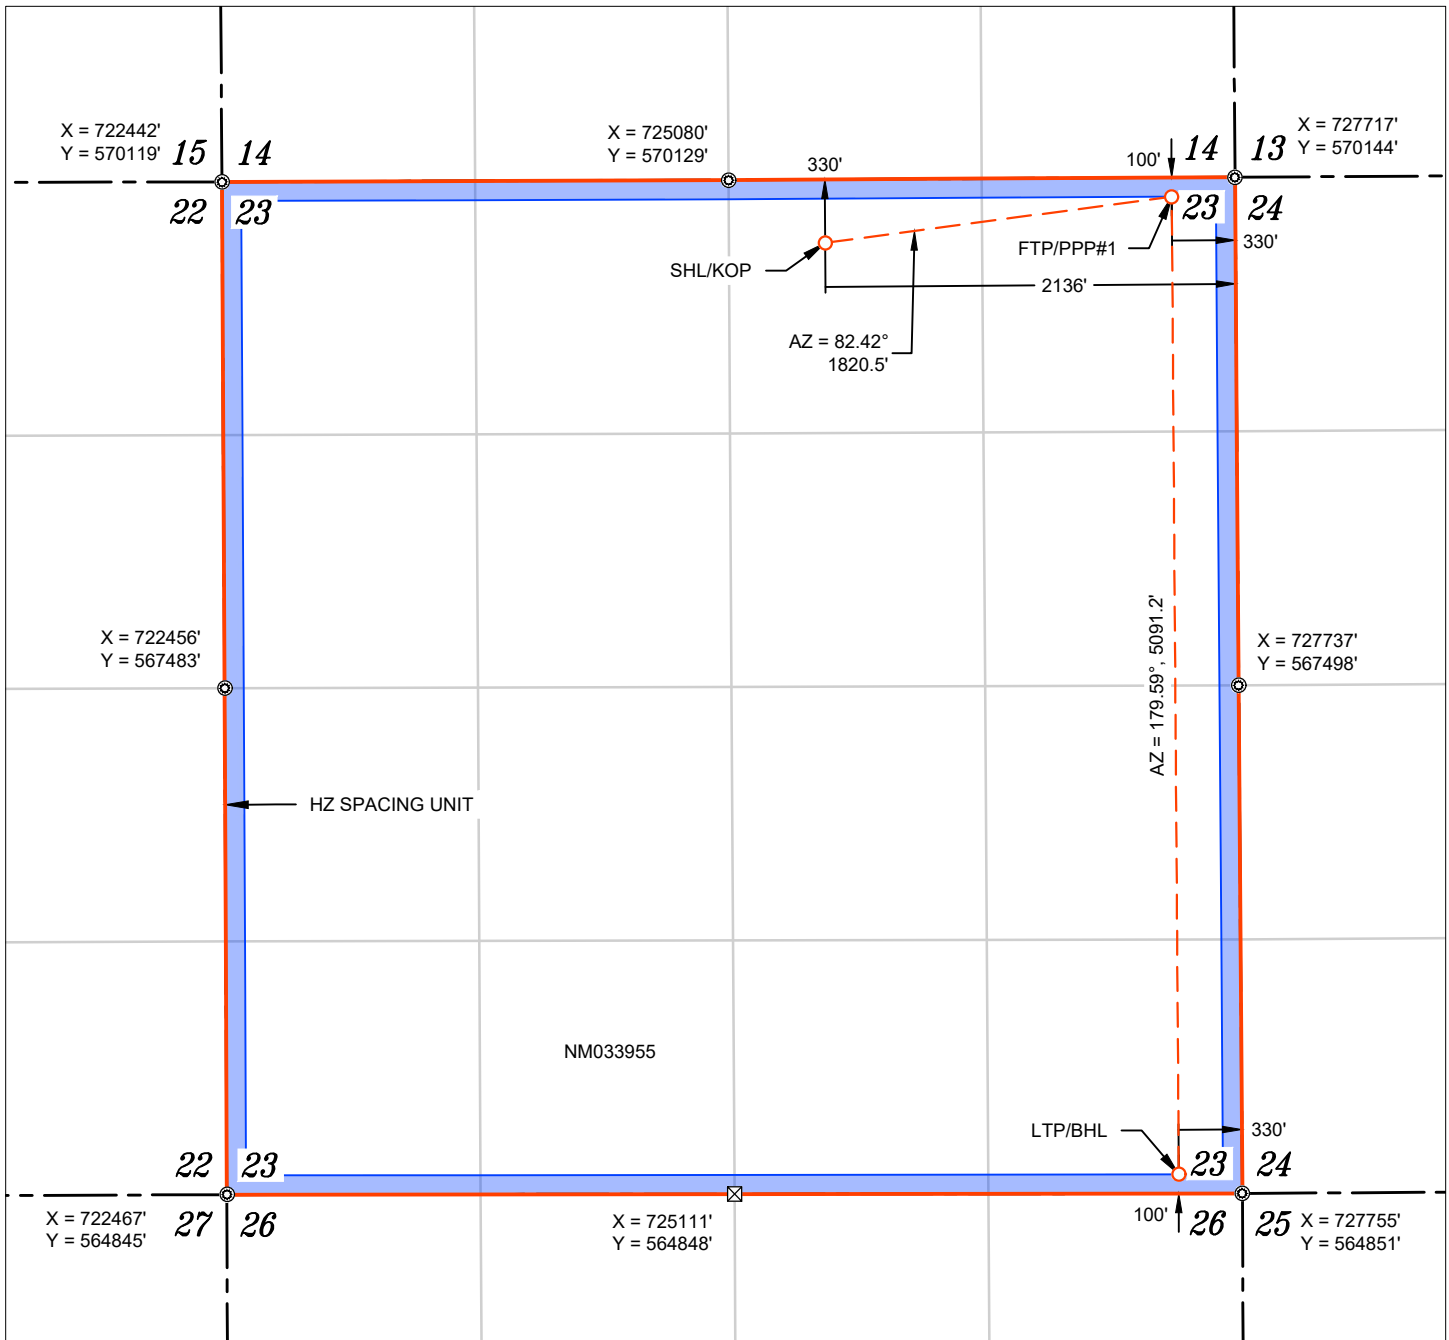 X = 722442'
Y = 570119'
15 14
22 23
X = 725080'
Y = 570129'
330'
100'
14 13
X = 727717'
Y = 570144'
23 24
SHL/KOP
FTP/PPP#1
330'
2136'
AZ = 82.42°
1820.5'
X = 722456'
Y = 567483'
AZ = 179.59°, 5091.2'
X = 727737'
Y = 567498'
HZ SPACING UNIT
NM033955
LTP/BHL
330'
22 23
23 24
X = 722467'
Y = 564845'
27 26
X = 725111'
Y = 564848'
100'
26 25
X = 727755'
Y = 564851'